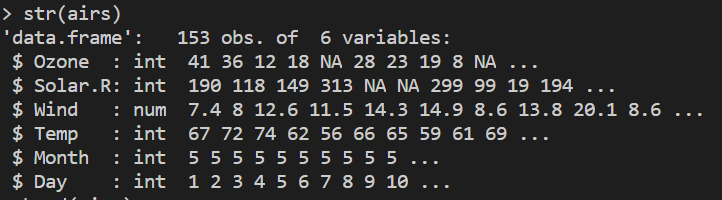 > str(airs)
'data.frame':   153 obs. of  6 variables:
 $ Ozone  : int  41 36 12 18 NA 28 23 19 8 NA ...
 $ Solar.R: int  190 118 149 313 NA NA 299 99 19 194 ...
 $ Wind   : num  7.4 8 12.6 11.5 14.3 14.9 8.6 13.8 20.1 8.6 ...
 $ Temp   : int  67 72 74 62 56 66 65 59 61 69 ...
 $ Month  : int  5 5 5 5 5 5 5 5 5 5 ...
 $ Day    : int  1 2 3 4 5 6 7 8 9 10 ...